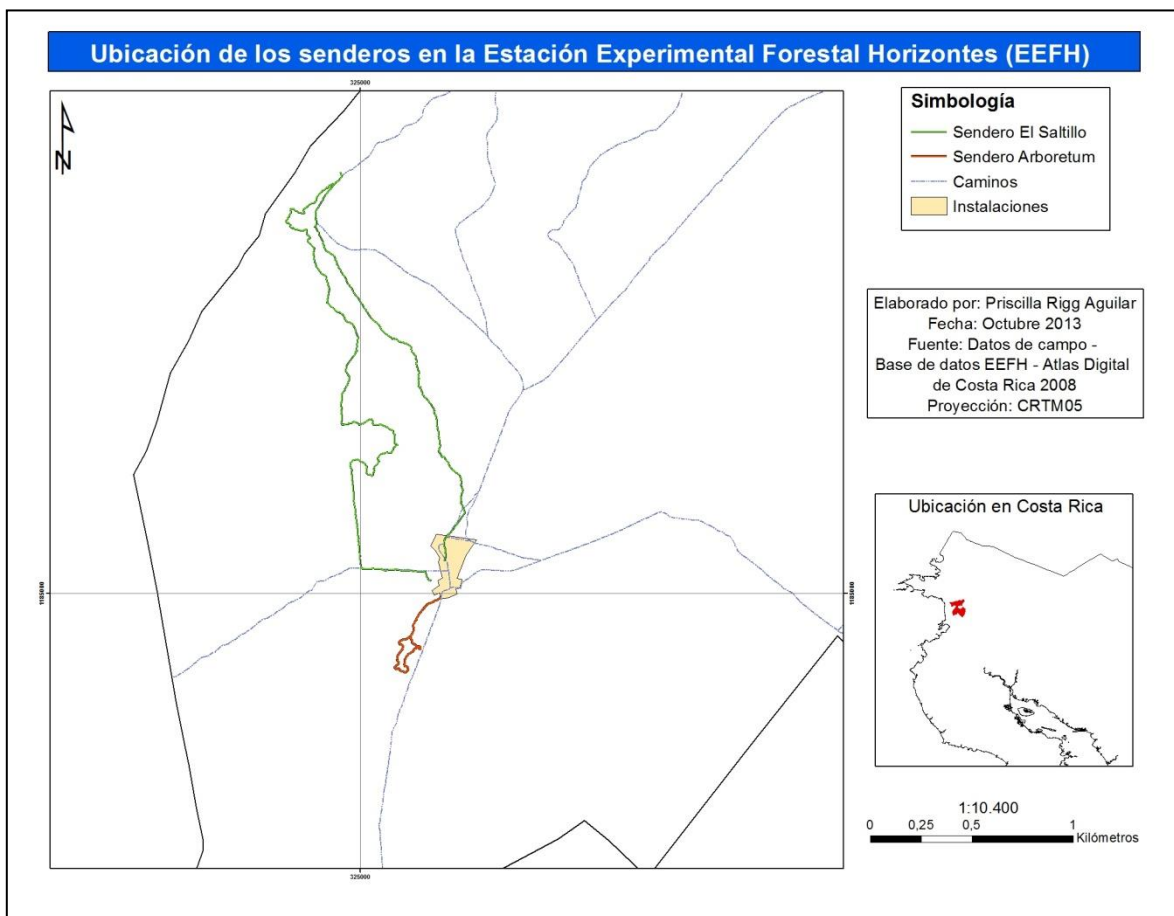 Ubicación de los senderos en la Estación Experimental Forestal Horizontes (EEFH)
325000
N
Simbología
Sendero El Saltillo
Sendero Arboretum
Caminos
Instalaciones
Elaborado por: Priscilla Rigg Aguilar
Fecha: Octubre 2013
Fuente: Datos de campo -
Base de datos EEFH - Atlas Digital
de Costa Rica 2008
Proyección: CRTM05
Ubicación en Costa Rica
1185000
1185000
1:10.400
0 0,25 0,5 1
Kilómetros
325000